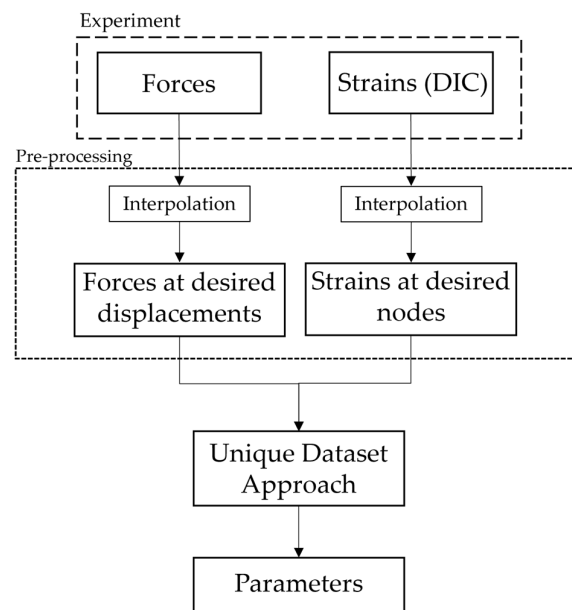 Experiment
Forces
Strains (DIC)
Pre-processing
Interpolation
Interpolation
Forces at desired
displacements
Strains at desired
nodes
Unique Dataset
Approach
Parameters